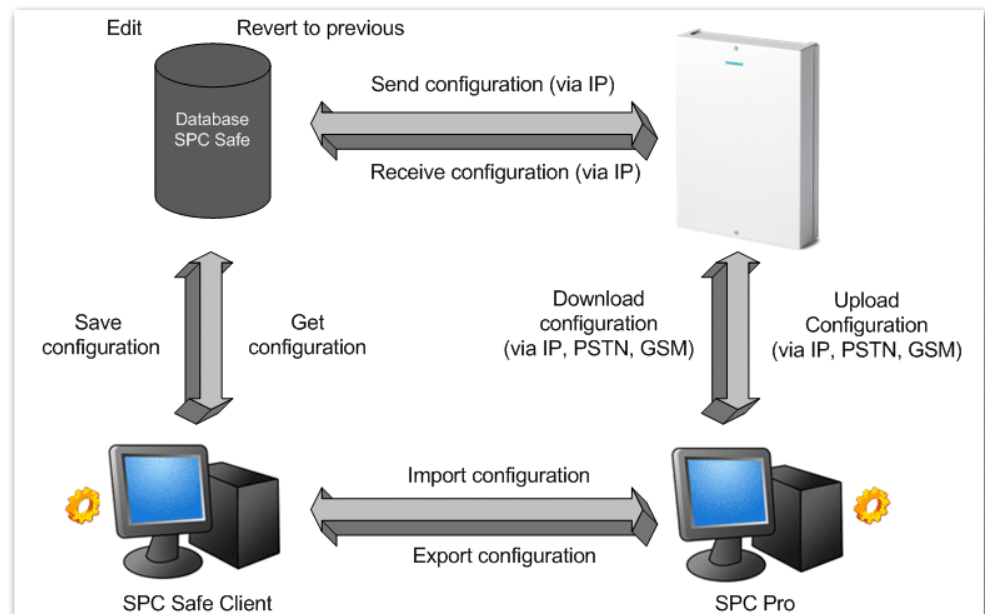 Edit
Revert to previous
Database
SPC Safe
Send configuration (via IP)
Receive configuration (via IP)
Save
configuration
Get
configuration
Download
configuration
(via IP, PSTN, GSM)
Upload
Configuration
(via IP, PSTN, GSM)
Import configuration
Export configuration
SPC Safe Client
SPC Pro